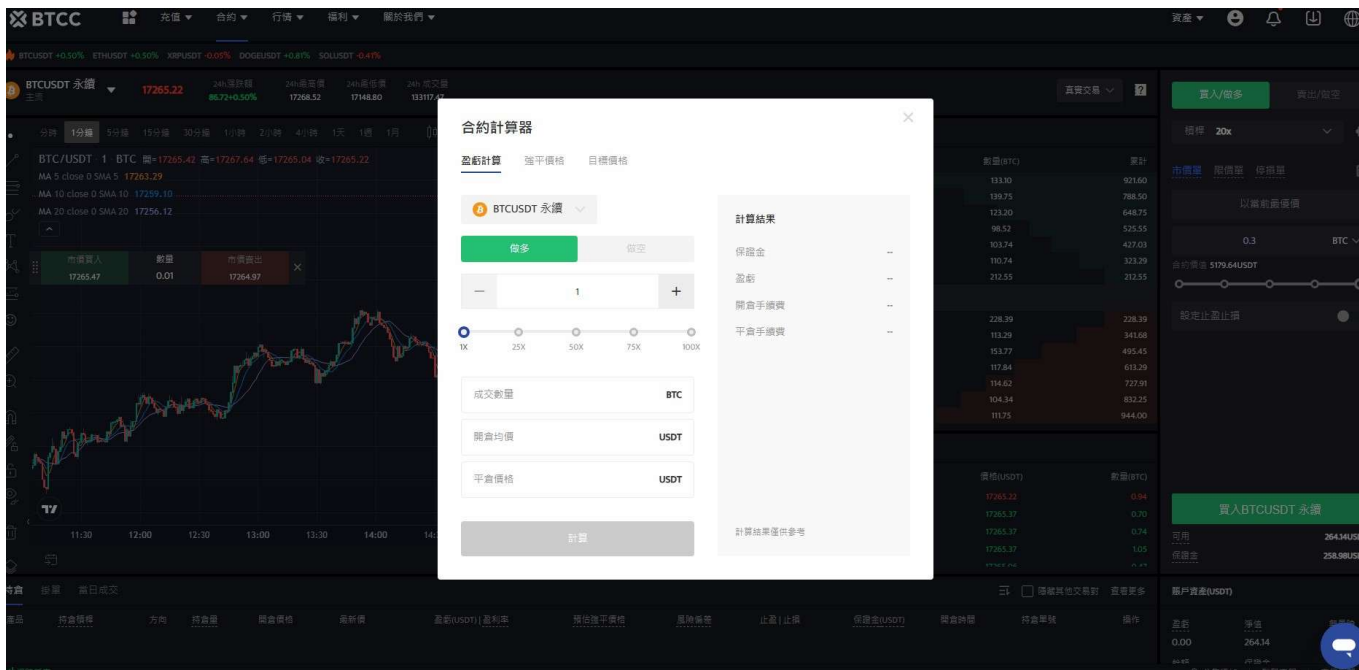 BTCC 充值 合約 行情 福利 關於我們 資產
BTCUSDT +0.50% ETHUSDT +0.50% XRPUSDT -0.05% DOGEUSDT +0.81% SOLUSDT -0.41%
BTCUSDT 永續 17265.22 24h漲跌額 24h最高價 24h最低價 24h 成交量 真實交易 ?
主流 86.72+0.50% 17268.52 17148.80 133117.47
買入/做多 賣出/做空
分時 1分鐘 5分鐘 15分鐘 30分鐘 1小時 2小時 4小時 1天 1週 1月
槓桿 20x
BTC/USDT 1 BTC 開=17265.42 高=17267.64 低=17265.04 收=17265.22
MA 5 close 0 SMA 5 17263.29
MA 10 close 0 SMA 10 17259.10
MA 20 close 0 SMA 20 17256.12
市價買入 數量 市價賣出
17265.47 0.01 17264.97
11:30 12:00 12:30 13:00 13:30 14:00 14:
合約計算器
盈虧計算 強平價格 目標價格
BTCUSDT 永續
做多 做空
1
1X 25X 50X 75X 100X
成交數量 BTC
開倉均價 USDT
平倉價格 USDT
計算
計算結果
保證金 --
盈虧 --
開倉手續費 --
平倉手續費 --
計算結果僅供參考
數量(BTC) 累計
133.10 921.60
139.75 788.50
123.20 648.75
98.52 525.55
103.74 427.03
110.74 323.29
212.55 212.55
228.39 228.39
113.29 341.68
153.77 495.45
117.84 613.29
114.62 727.91
104.34 832.25
111.75 944.00
價格(USDT) 數量(BTC)
17265.22 0.94
17265.37 0.70
17265.37 0.74
17265.37 1.05
市價單 限價單 停損單
以當前最優價
0.3 BTC
合約價值 5179.64USDT
設定止盈止損
買入BTCUSDT 永續
可用 264.14US
保證金 258.98US
持倉 掛單 當日成交 隱藏其他交易對 查看更多
產品 持倉槓桿 方向 持倉量 開倉價格 最新價 盈虧(USDT) | 盈利率 預估強平價格 風險偏差 止盈 | 止損 保證金(USDT) 開倉時間 持倉單號 操作
賬戶資產(USDT)
盈虧 淨值
0.00 264.14